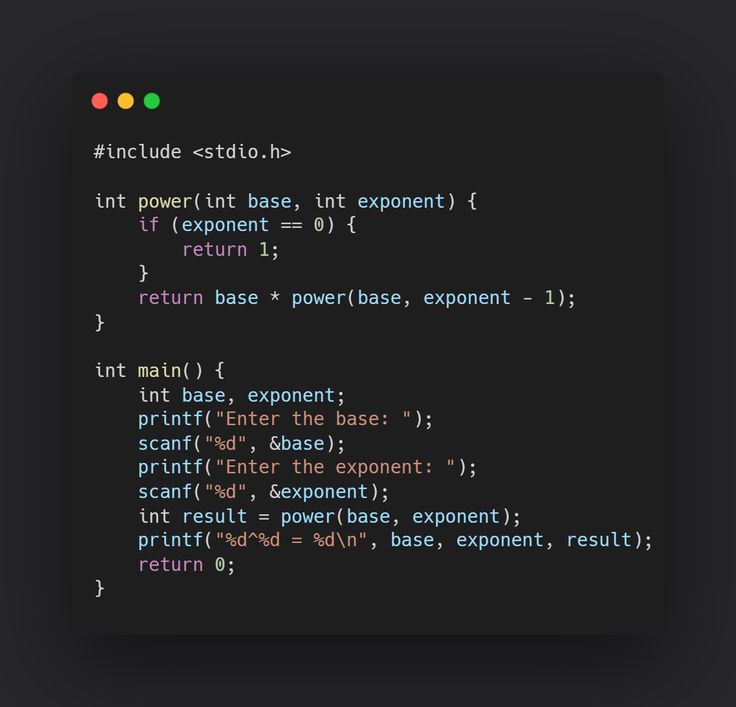 #include <stdio.h>

int power(int base, int exponent) {
    if (exponent == 0) {
        return 1;
    }
    return base * power(base, exponent - 1);
}

int main() {
    int base, exponent;
    printf("Enter the base: ");
    scanf("%d", &base);
    printf("Enter the exponent: ");
    scanf("%d", &exponent);
    int result = power(base, exponent);
    printf("%d^%d = %d\n", base, exponent, result);
    return 0;
}